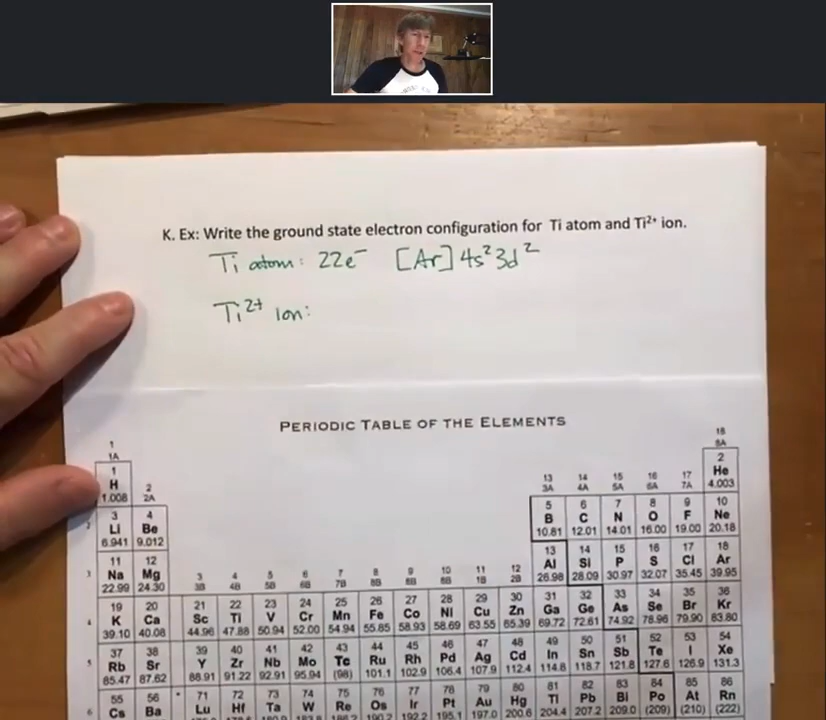 K. Ex: Write the ground state electron configuration for Ti atom and Ti²⁺ ion.
Ti atom: 22e⁻ [Ar] 4s² 3d²
Ti²⁺ ion:
PERIODIC TABLE OF THE ELEMENTS
1 18
1A 8A
1 2 13 14 15 16 17 2
H 2A 3A 4A 5A 6A 7A He
1.008 4.003
3 4 5 6 7 8 9 10
2 Li Be B C N O F Ne
6.941 9.012 10.81 12.01 14.01 16.00 19.00 20.18
11 12 13 14 15 16 17 18
3 Na Mg 3 4 5 6 7 8 9 10 11 12 Al Si P S Cl Ar
22.99 24.30 3B 4B 5B 6B 7B 8B 8B 8B 1B 2B 26.98 28.09 30.97 32.07 35.45 39.95
19 20 21 22 23 24 25 26 27 28 29 30 31 32 33 34 35 36
4 K Ca Sc Ti V Cr Mn Fe Co Ni Cu Zn Ga Ge As Se Br Kr
39.10 40.08 44.96 47.88 50.94 52.00 54.94 55.85 58.93 58.69 63.55 65.39 69.72 72.61 74.92 78.96 79.90 83.80
37 38 39 40 41 42 43 44 45 46 47 48 49 50 51 52 53 54
5 Rb Sr Y Zr Nb Mo Tc Ru Rh Pd Ag Cd In Sn Sb Te I Xe
85.47 87.62 88.91 91.22 92.91 95.94 (98) 101.1 102.9 106.4 107.9 112.4 114.8 118.7 121.8 127.6 126.9 131.3
55 56 * 71 72 73 74 75 76 77 78 79 80 81 82 83 84 85 86
6 Cs Ba Lu Hf Ta W Re Os Ir Pt Au Hg Tl Pb Bi Po At Rn
190.2 192.2 195.1 197.0 200.6 204.4 207.2 209.0 (209) (210) (222)